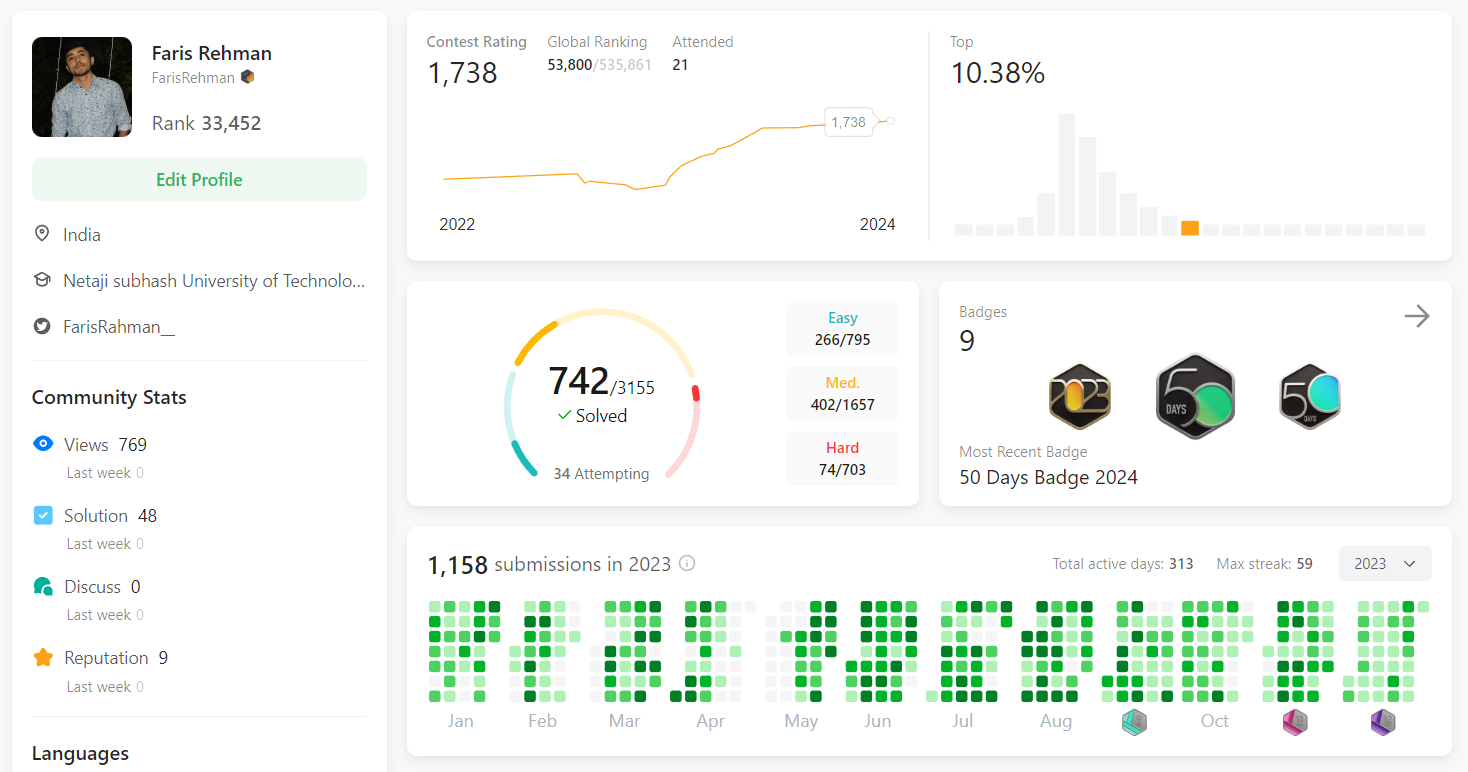 Faris Rehman
FarisRehman
Rank 33,452
Edit Profile
India
Netaji subhash University of Technolo...
FarisRahman__
Community Stats
Views 769
Last week 0
Solution 48
Last week 0
Discuss 0
Last week 0
Reputation 9
Last week 0
Languages
Contest Rating
1,738
Global Ranking
53,800/535,861
Attended
21
1,738
2022
2024
Top
10.38%
742/3155
Solved
34 Attempting
Easy
266/795
Med.
402/1657
Hard
74/703
Badges
9
2023
50
DAYS
50
DAYS
Most Recent Badge
50 Days Badge 2024
1,158 submissions in 2023
Total active days: 313
Max streak: 59
2023
Jan
Feb
Mar
Apr
May
Jun
Jul
Aug
Oct